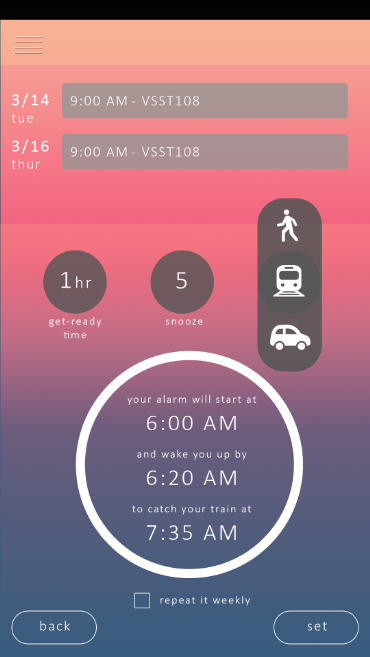 3/14
tue
9:00 AM - VSST108
3/16
thur
9:00 AM - VSST108
1hr
get-ready
time
5
snooze
your alarm will start at
6:00 AM
and wake you up by
6:20 AM
to catch your train at
7:35 AM
repeat it weekly
back
set